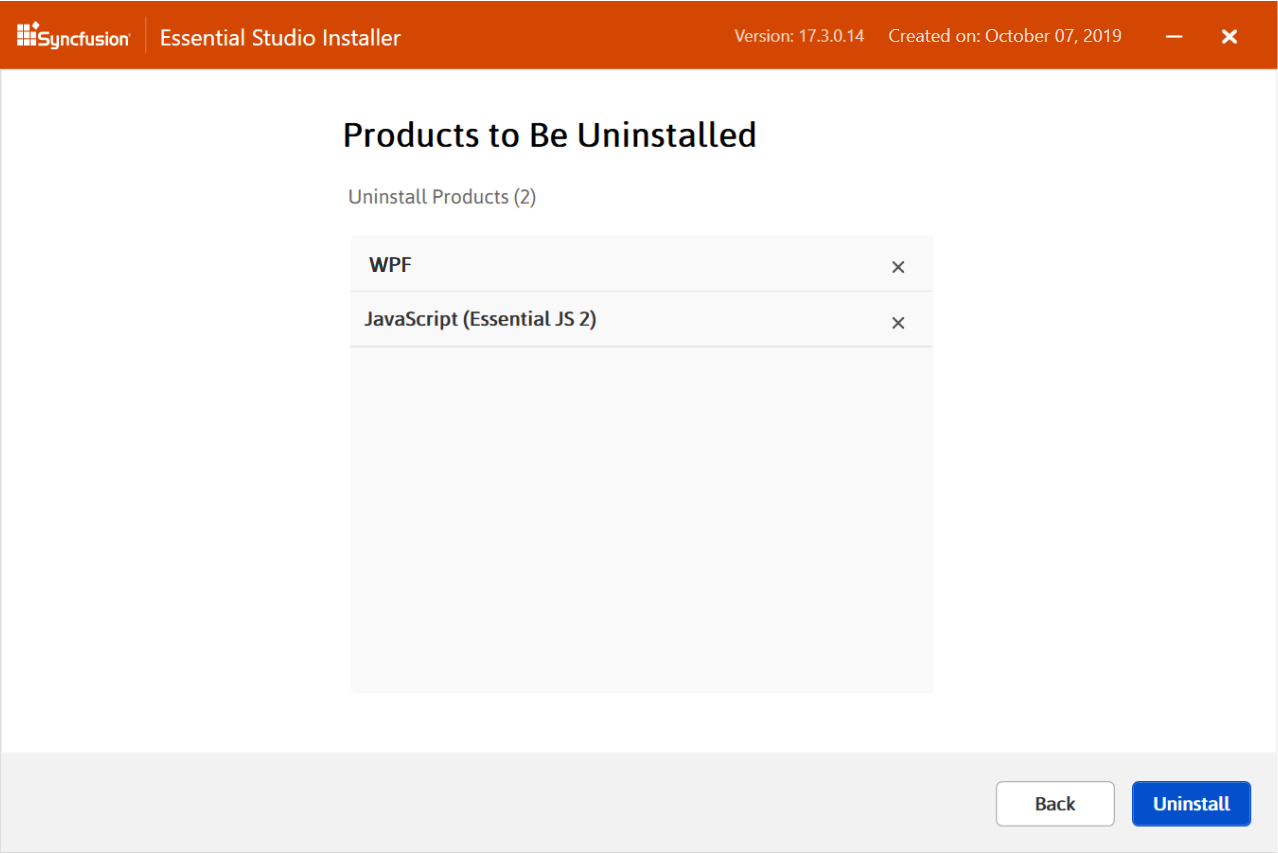 Syncfusion Essential Studio Installer Version: 17.3.0.14 Created on: October 07, 2019
Products to Be Uninstalled
Uninstall Products (2)
WPF
JavaScript (Essential JS 2)
Back Uninstall